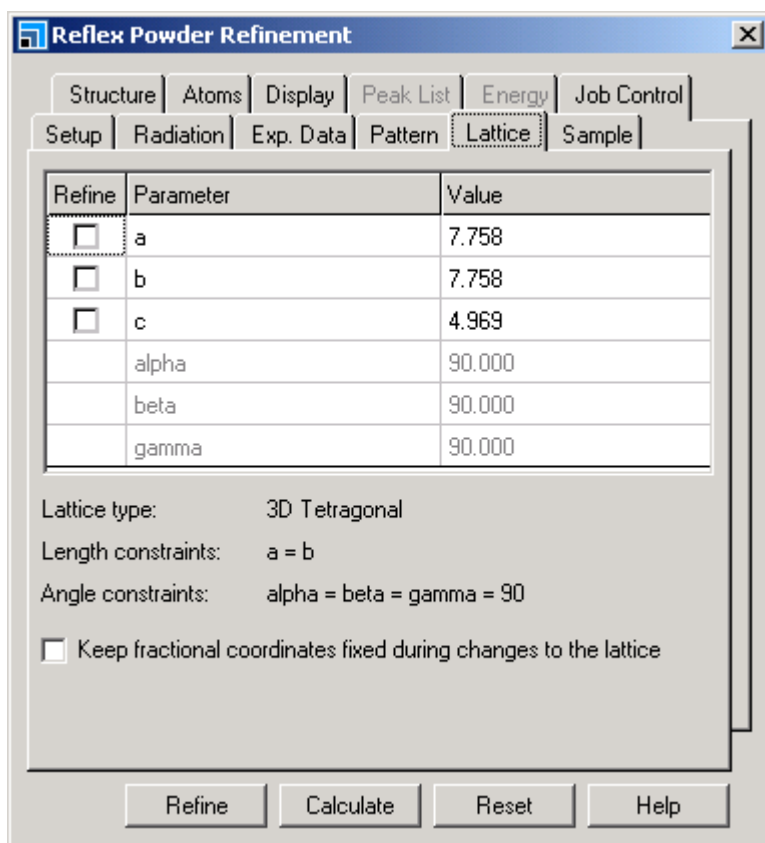 Reflex Powder Refinement
Structure Atoms Display Peak List Energy Job Control
Setup Radiation Exp. Data Pattern Lattice Sample
Refine Parameter Value
a 7.758
b 7.758
c 4.969
alpha 90.000
beta 90.000
gamma 90.000
Lattice type: 3D Tetragonal
Length constraints: a = b
Angle constraints: alpha = beta = gamma = 90
Keep fractional coordinates fixed during changes to the lattice
Refine Calculate Reset Help